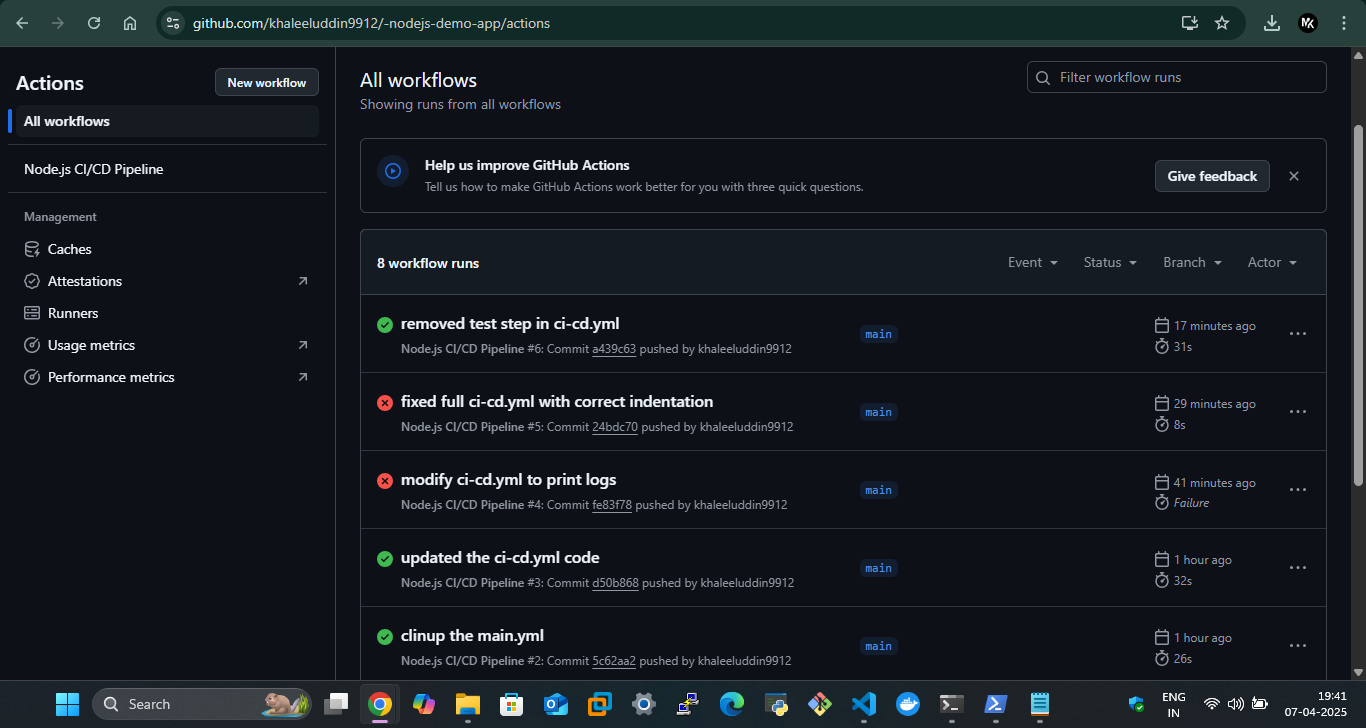 github.com/khaleeluddin9912/-nodejs-demo-app/actions
MK
Actions
New workflow
All workflows
Node.js CI/CD Pipeline
Management
Caches
Attestations
Runners
Usage metrics
Performance metrics
All workflows
Showing runs from all workflows
Filter workflow runs
Help us improve GitHub Actions
Tell us how to make GitHub Actions work better for you with three quick questions.
Give feedback
8 workflow runs
Event
Status
Branch
Actor
removed test step in ci-cd.yml
Node.js CI/CD Pipeline #6: Commit a439c63 pushed by khaleeluddin9912
main
17 minutes ago
31s
fixed full ci-cd.yml with correct indentation
Node.js CI/CD Pipeline #5: Commit 24bdc70 pushed by khaleeluddin9912
main
29 minutes ago
8s
modify ci-cd.yml to print logs
Node.js CI/CD Pipeline #4: Commit fe83f78 pushed by khaleeluddin9912
main
41 minutes ago
Failure
updated the ci-cd.yml code
Node.js CI/CD Pipeline #3: Commit d50b868 pushed by khaleeluddin9912
main
1 hour ago
32s
clinup the main.yml
Node.js CI/CD Pipeline #2: Commit 5c62aa2 pushed by khaleeluddin9912
main
1 hour ago
26s
Search
ENG
IN
19:41
07-04-2025